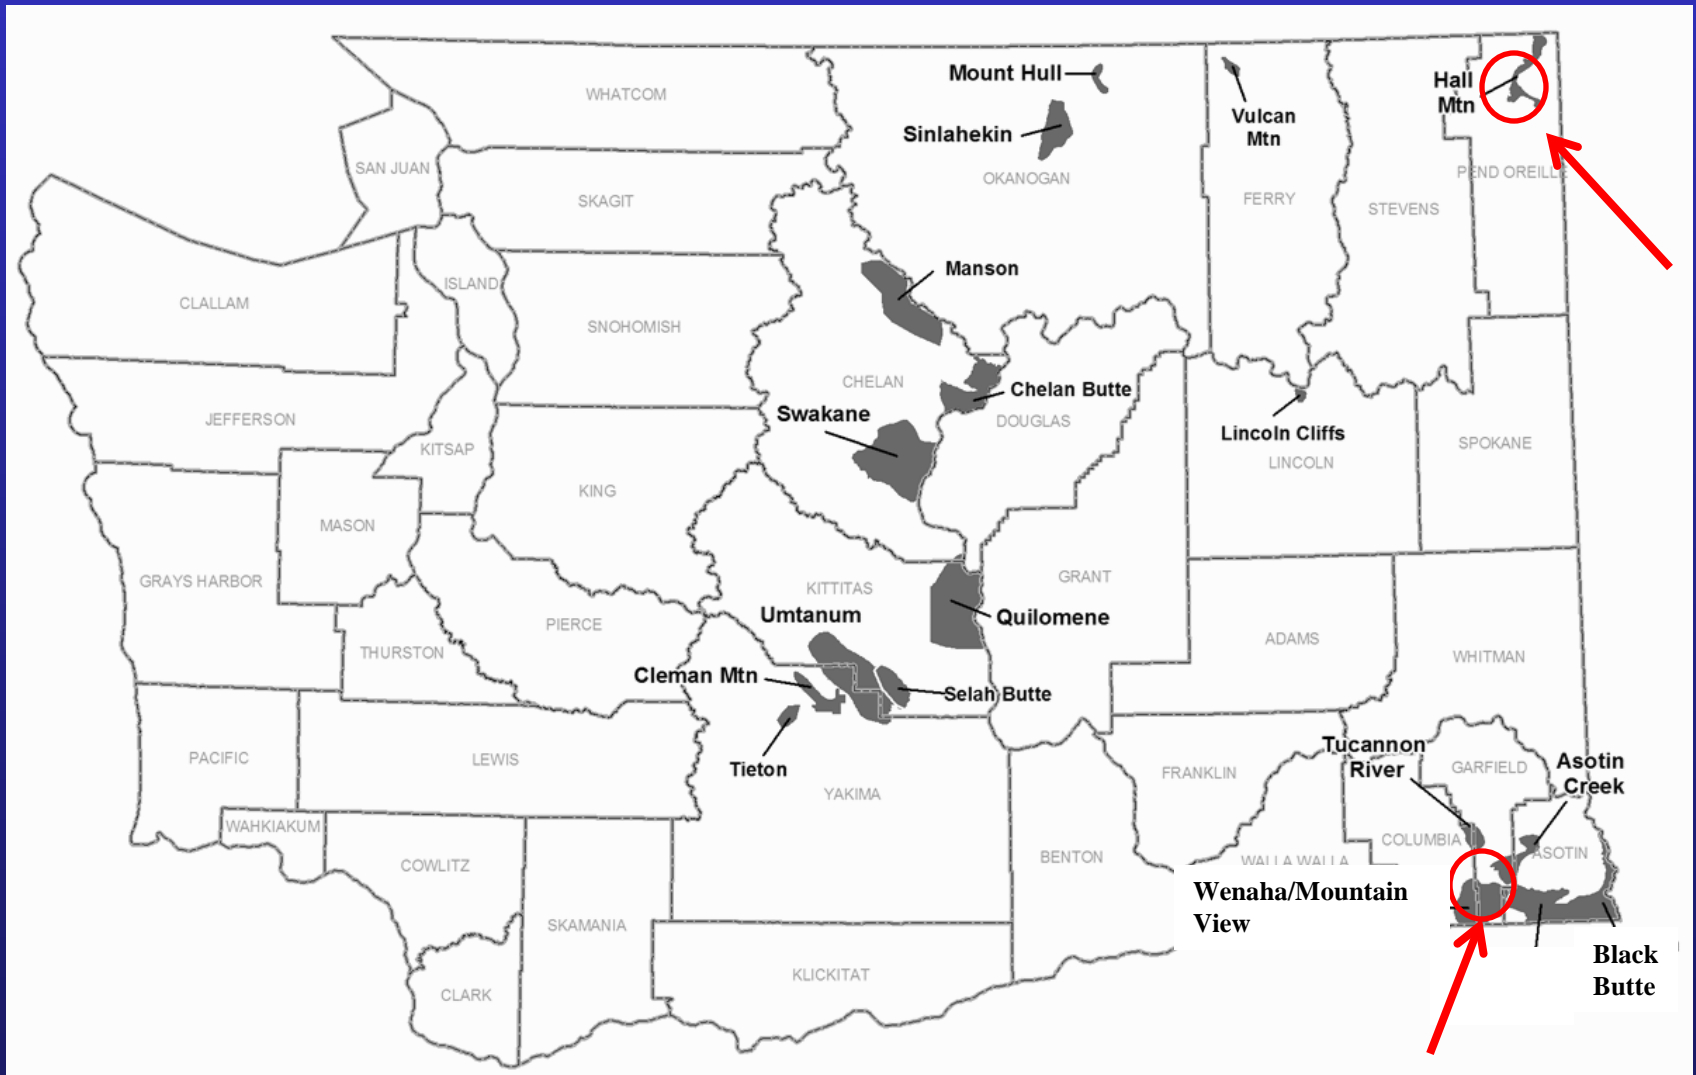 Mount Hull
Hall
Mtn
WHATCOM
Vulcan
Mtn
Sinlahekin
SAN JUAN
OKANOGAN
PEND OREILLE
SKAGIT
FERRY
STEVENS
Manson
ISLAND
CLALLAM
SNOHOMISH
CHELAN
Chelan Butte
Swakane
DOUGLAS
JEFFERSON
Lincoln Cliffs
KITSAP
SPOKANE
LINCOLN
KING
MASON
GRAYS HARBOR
KITTITAS
GRANT
Umtanum
Quilomene
PIERCE
ADAMS
THURSTON
WHITMAN
Cleman Mtn
Selah Butte
Tucannon
River
PACIFIC
LEWIS
Tieton
FRANKLIN
GARFIELD
Asotin
Creek
YAKIMA
WAHKIAKUM
COLUMBIA
ASOTIN
COWLITZ
BENTON
WALLA WALLA
Wenaha/Mountain
View
SKAMANIA
Black
Butte
KLICKITAT
CLARK